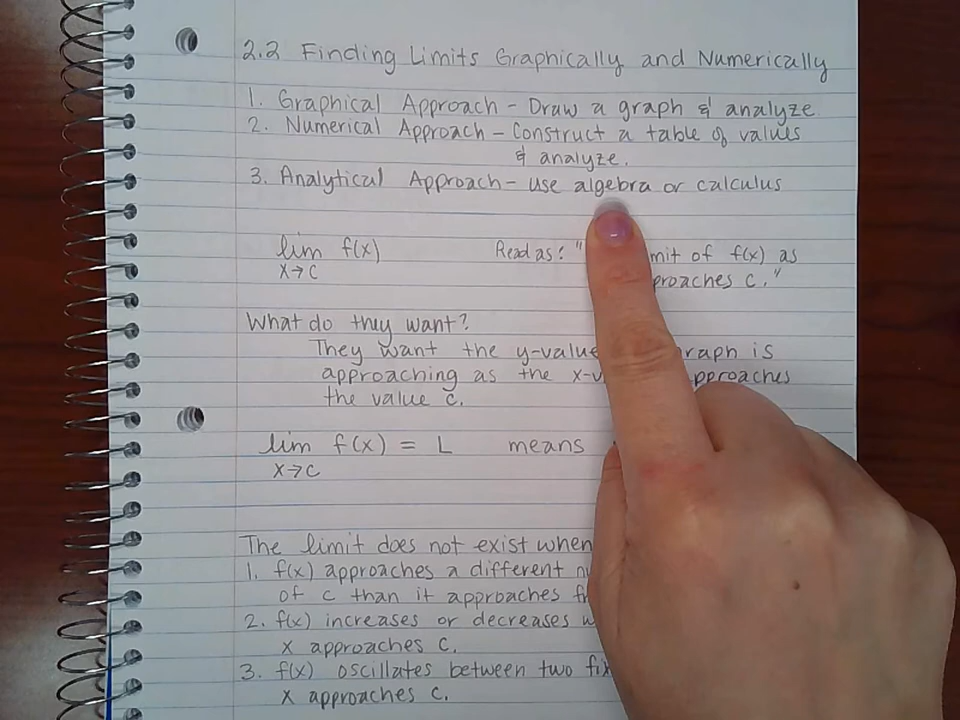 2.2 Finding Limits Graphically and Numerically
1. Graphical Approach - Draw a graph & analyze
2. Numerical Approach - Construct a table of values
& analyze.
3. Analytical Approach - use algebra or calculus
lim f(x) Read as: " mit of f(x) as
x→c proaches c."
What do they want?
They want the y-value raph is
approaching as the x-v pproaches
the value c.
lim f(x) = L means
x→c
The limit does not exist when
1. f(x) approaches a different n
of c than it approaches f
2. f(x) increases or decreases w
x approaches c.
3. f(x) oscillates between two fi
x approaches c.